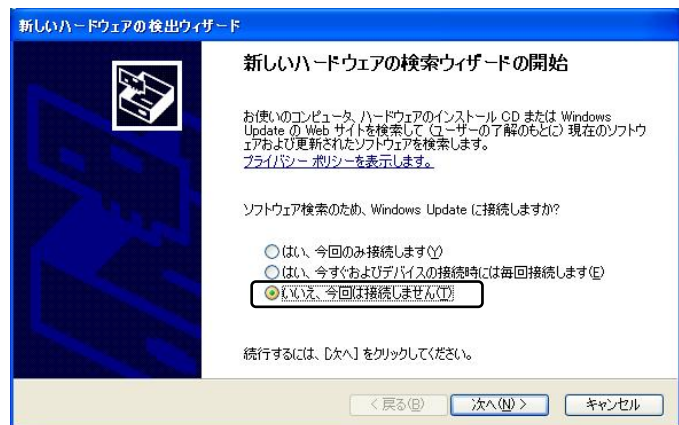 新しいハードウェアの検出ウィザード
新しいハードウェアの検索ウィザードの開始
お使いのコンピュータ、ハードウェアのインストール CD または Windows
Update の Web サイトを検索して (ユーザーの了解のもとに) 現在のソフトウ
ェアおよび更新されたソフトウェアを検索します。
プライバシー ポリシーを表示します。
ソフトウェア検索のため、Windows Update に接続しますか?
はい、今回のみ接続します(Y)
はい、今すぐおよびデバイスの接続時には毎回接続します(E)
いいえ、今回は接続しません(T)
続行するには、[次へ] をクリックしてください。
< 戻る(B) 次へ(N) > キャンセル